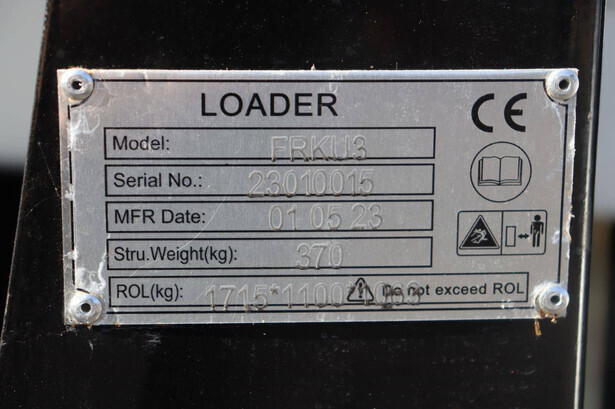 LOADER
CE
Model: FRKU3
Serial No.: 23010015
MFR Date: 01 05 23
Stru.Weight(kg): 370
ROL(kg): 1715*1100* Do not exceed ROL